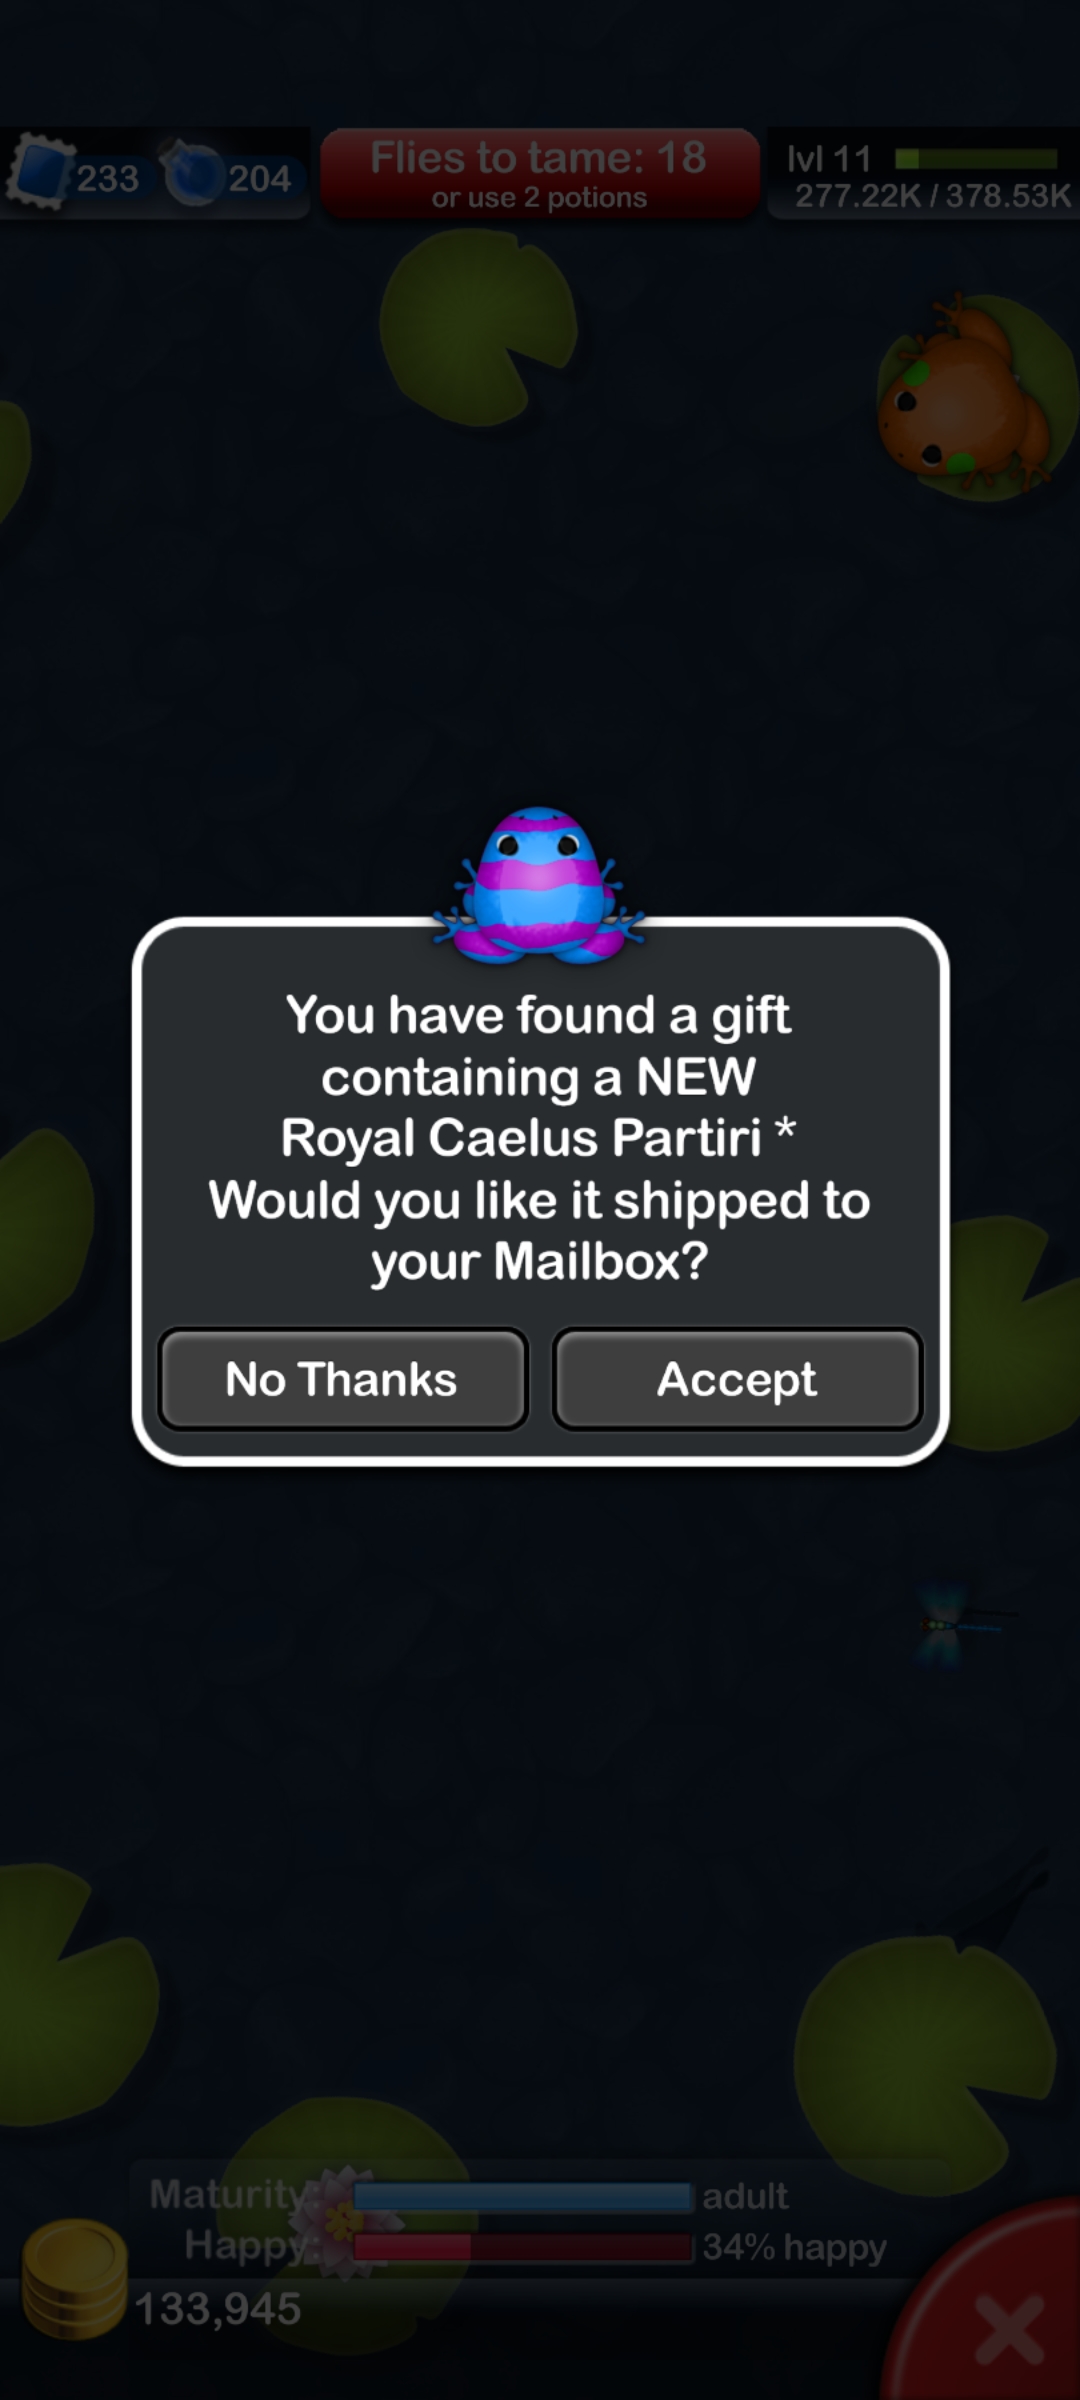 233
204
Flies to tame: 18
or use 2 potions
lvl 11
277.22K / 378.53K
You have found a gift
containing a NEW
Royal Caelus Partiri *
Would you like it shipped to
your Mailbox?
No Thanks
Accept
Maturity:
adult
Happy:
34% happy
133,945